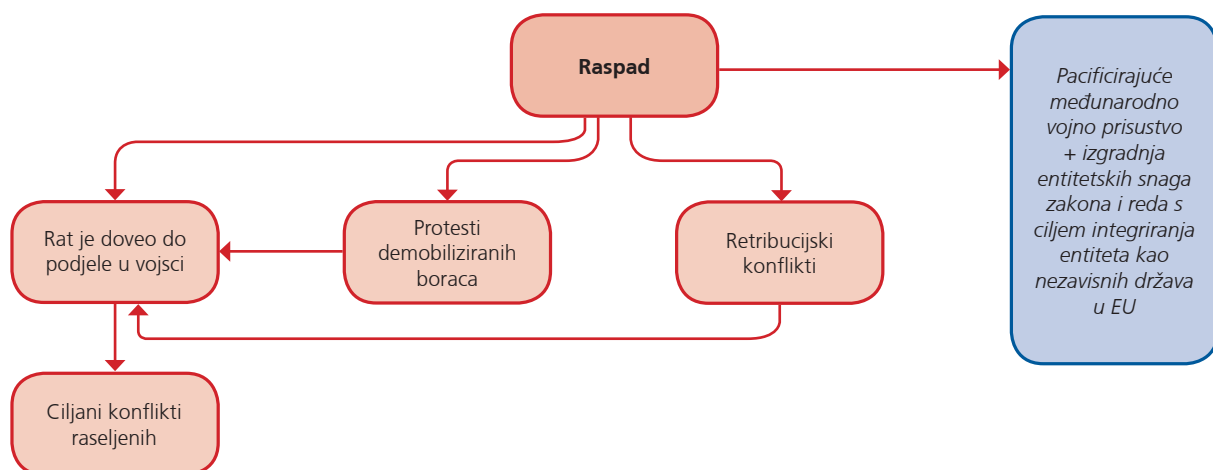 Raspad
Pacificirajuće
međunarodno
vojno prisustvo
+ izgradnja
entitetskih snaga
zakona i reda s
ciljem integriranja
entiteta kao
nezavisnih država
u EU
Rat je doveo do
podjele u vojsci
Protesti
demobiliziranih
boraca
Retribucijski
konflikti
Ciljani konflikti
raseljenih